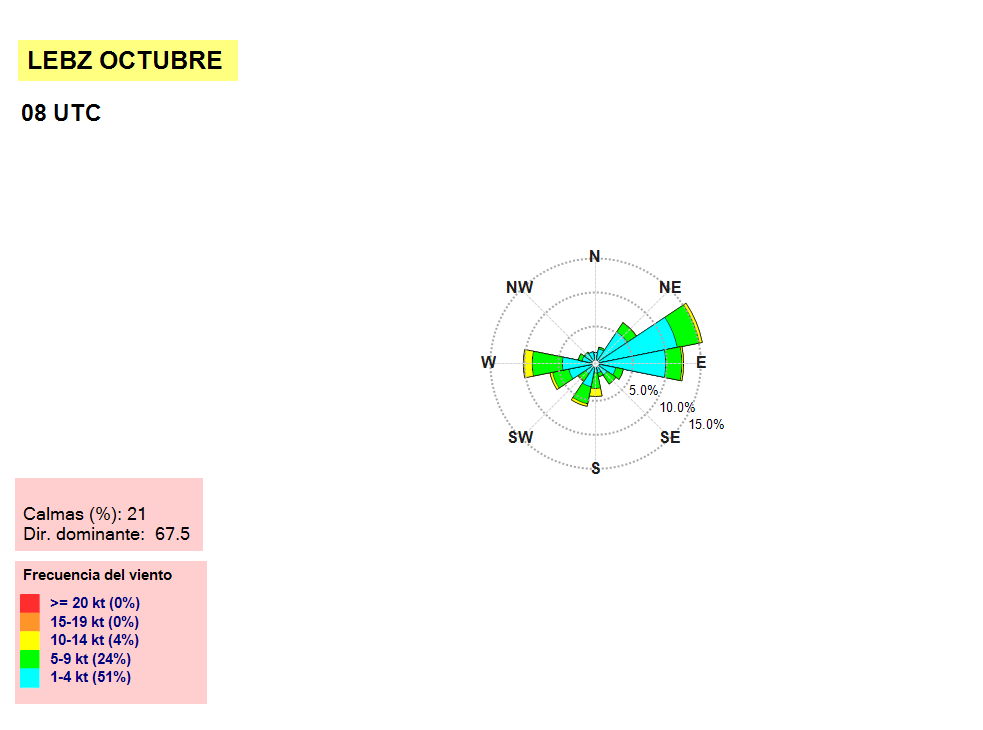 LEBZ OCTUBRE
08 UTC
N
NW
NE
W
E
5.0%
10.0%
15.0%
SW
SE
S
Calmas (%): 21
Dir. dominante: 67.5
Frecuencia del viento
>= 20 kt (0%)
15-19 kt (0%)
10-14 kt (4%)
5-9 kt (24%)
1-4 kt (51%)